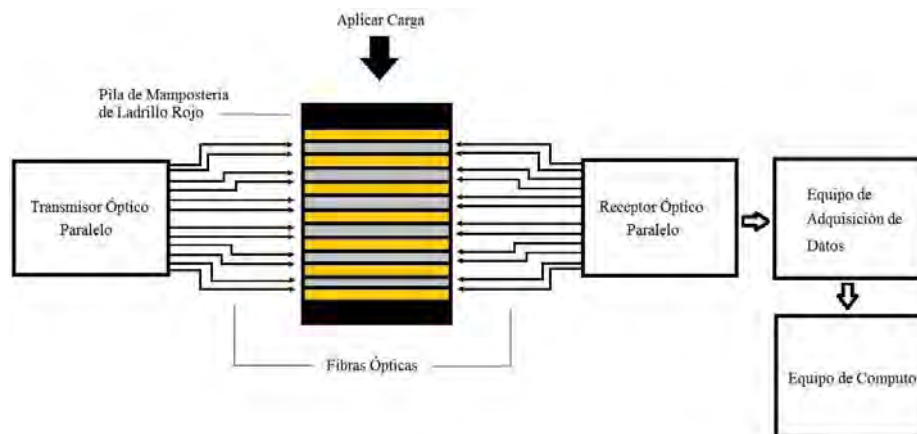 Aplicar Carga
Pila de Mampostería
de Ladrillo Rojo
Transmisor Óptico
Paralelo
Receptor Óptico
Paralelo
Equipo de
Adquisición de
Datos
Fibras Ópticas
Equipo de Computo